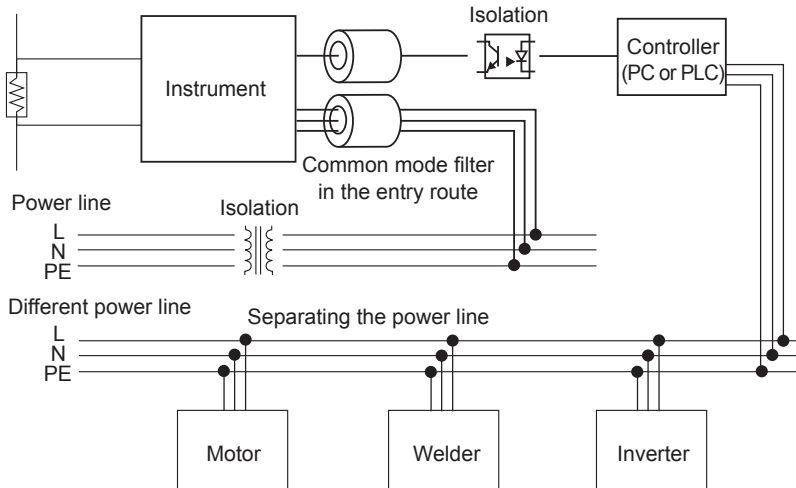 Isolation
Instrument
Controller
(PC or PLC)
Common mode filter
in the entry route
Power line
Isolation
L
N
PE
Different power line
Separating the power line
L
N
PE
Motor
Welder
Inverter